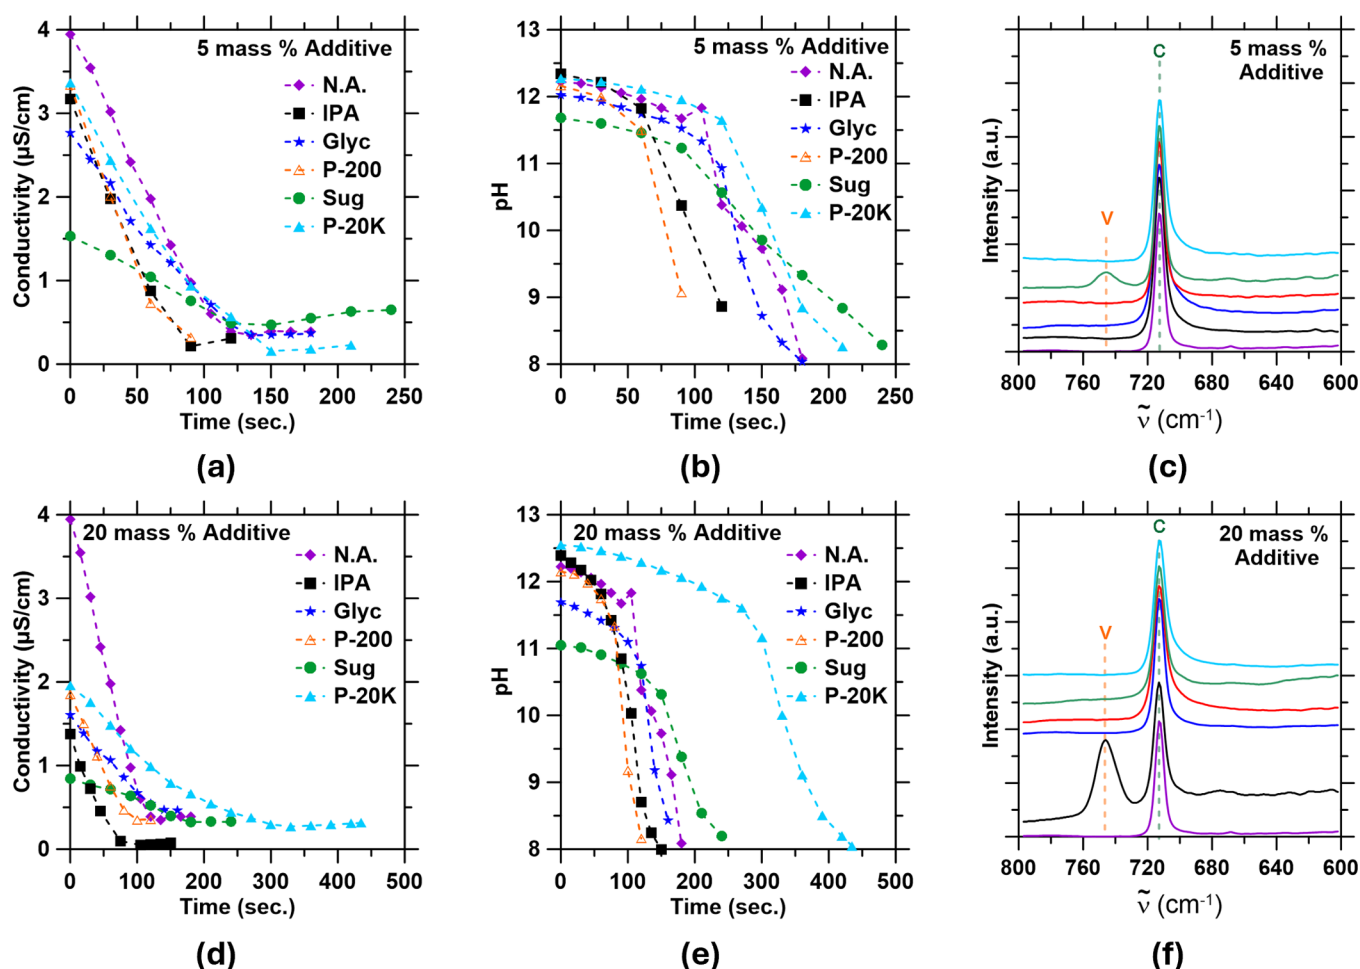 4
3
2
1
0
Conductivity (µS/cm)
5 mass % Additive
N.A.
IPA
Glyc
P-200
Sug
P-20K
0 50 100 150 200 250
Time (sec.)
(a)
13
12
11
10
9
8
pH
5 mass % Additive
N.A.
IPA
Glyc
P-200
Sug
P-20K
0 50 100 150 200 250
Time (sec.)
(b)
Intensity (a.u.)
C
5 mass %
Additive
V
800 760 720 680 640 600
ṽ (cm-1)
(c)
4
3
2
1
0
Conductivity (µS/cm)
20 mass % Additive
N.A.
IPA
Glyc
P-200
Sug
P-20K
0 100 200 300 400 500
Time (sec.)
(d)
13
12
11
10
9
8
pH
20 mass % Additive
N.A.
IPA
Glyc
P-200
Sug
P-20K
0 100 200 300 400 500
Time (sec.)
(e)
Intensity (a.u.)
C
20 mass %
Additive
V
800 760 720 680 640 600
ṽ (cm-1)
(f)